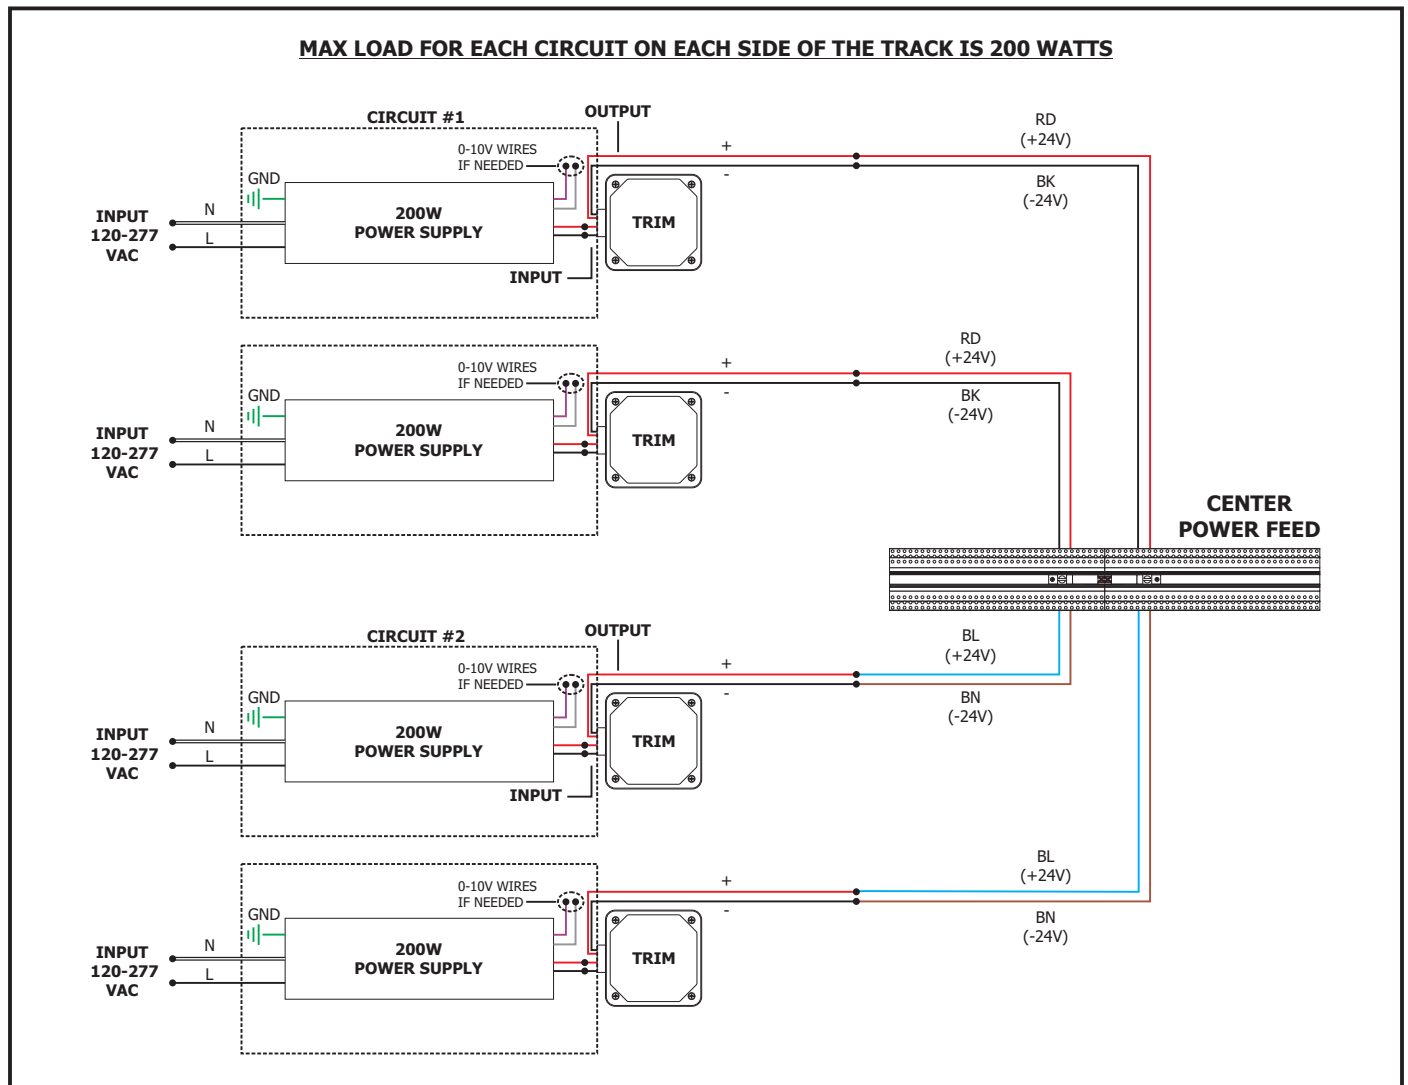 MAX LOAD FOR EACH CIRCUIT ON EACH SIDE OF THE TRACK IS 200 WATTS
CIRCUIT #1
OUTPUT
0-10V WIRES
IF NEEDED
GND
INPUT
120-277
VAC
N
L
200W
POWER SUPPLY
INPUT
TRIM
+
-
RD
(+24V)
BK
(-24V)
0-10V WIRES
IF NEEDED
GND
INPUT
120-277
VAC
N
L
200W
POWER SUPPLY
TRIM
+
-
RD
(+24V)
BK
(-24V)
CENTER
POWER FEED
CIRCUIT #2
OUTPUT
0-10V WIRES
IF NEEDED
GND
INPUT
120-277
VAC
N
L
200W
POWER SUPPLY
INPUT
TRIM
+
-
BL
(+24V)
BN
(-24V)
0-10V WIRES
IF NEEDED
GND
INPUT
120-277
VAC
N
L
200W
POWER SUPPLY
TRIM
+
-
BL
(+24V)
BN
(-24V)